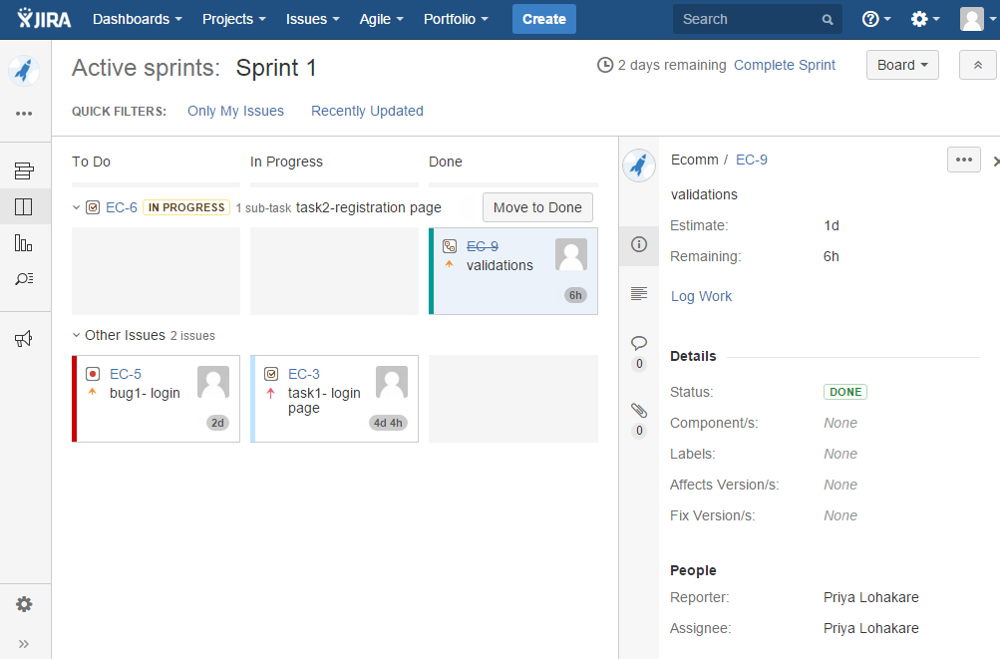 JIRA Dashboards Projects Issues Agile Portfolio Create Search
Active sprints: Sprint 1
2 days remaining Complete Sprint Board
QUICK FILTERS: Only My Issues Recently Updated
To Do In Progress Done
EC-6 IN PROGRESS 1 sub-task task2-registration page Move to Done
EC-9
validations
6h
Other Issues 2 issues
EC-5
bug1- login
2d
EC-3
task1- login
page
4d 4h
Ecomm / EC-9
validations
Estimate: 1d
Remaining: 6h
Log Work
0
0
Details
Status: DONE
Component/s: None
Labels: None
Affects Version/s: None
Fix Version/s: None
People
Reporter: Priya Lohakare
Assignee: Priya Lohakare